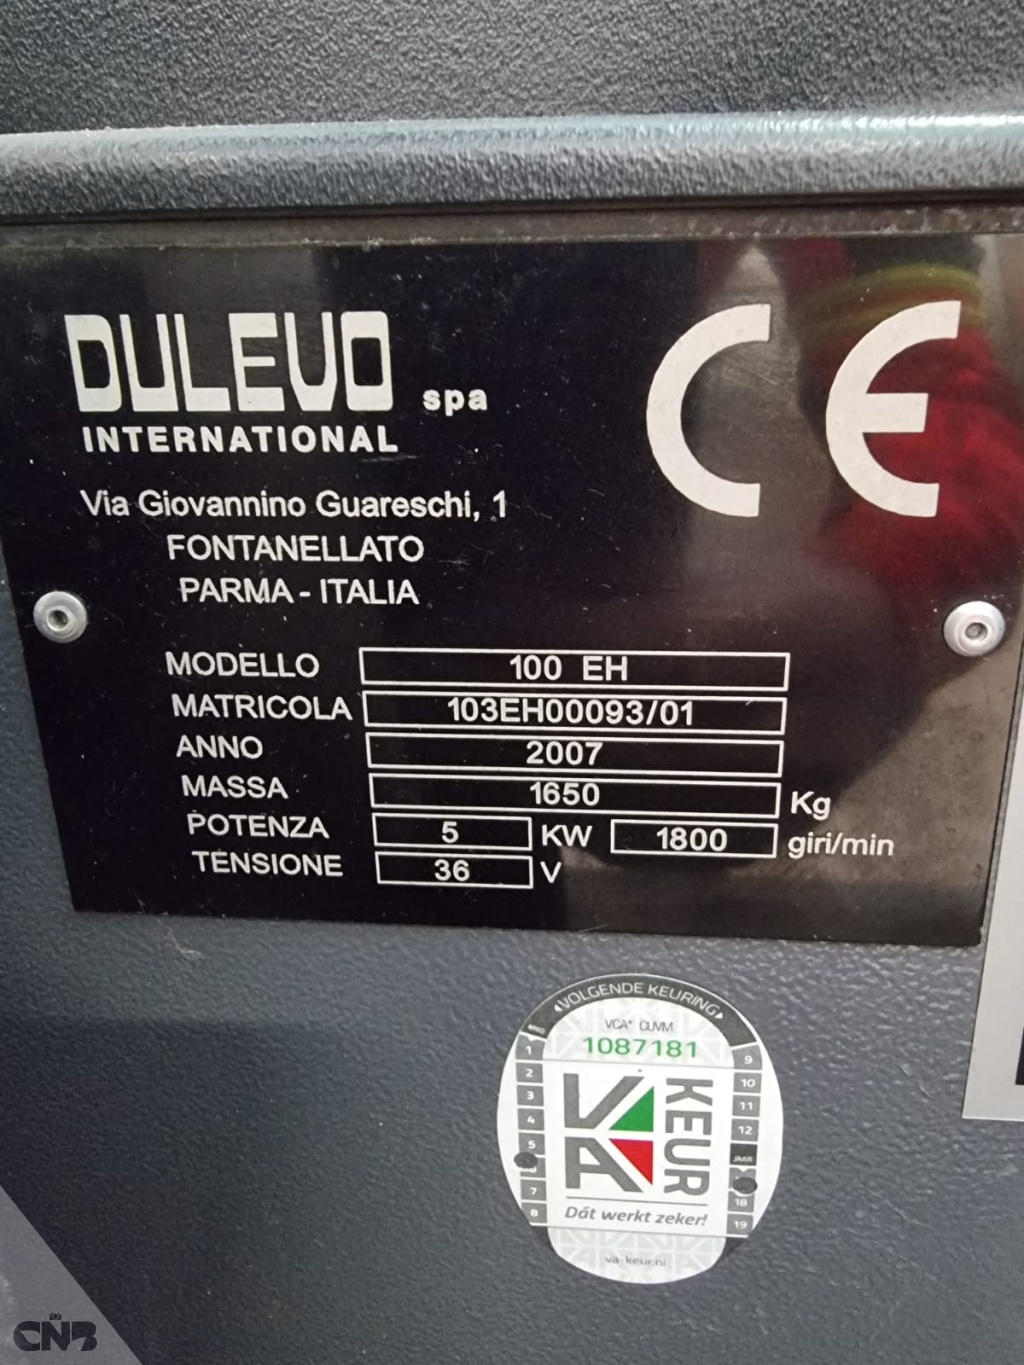 DULEVO spa
INTERNATIONAL
CE
Via Giovannino Guareschi, 1
FONTANELLATO
PARMA - ITALIA
MODELLO 100 EH
MATRICOLA 103EH00093/01
ANNO 2007
MASSA 1650 Kg
POTENZA 5 KW 1800 giri/min
TENSIONE 36 V
VOLGENDE KEURING
VCA* CUVM
1087181
1
2
3
4
5
7
8
9
10
11
12
JAAR
18
19
VA KEUR
Dát werkt zeker!
va-keur.nl
CNB